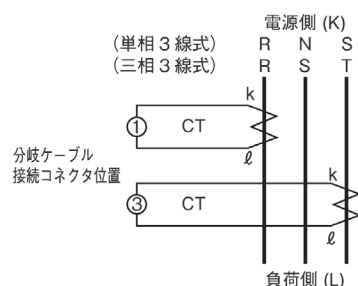 電源側 (K)
(単相3線式) R N S
(三相3線式) R S T
k
① CT
ℓ
分岐ケーブル
接続コネクタ位置
k
③ CT
ℓ
負荷側 (L)